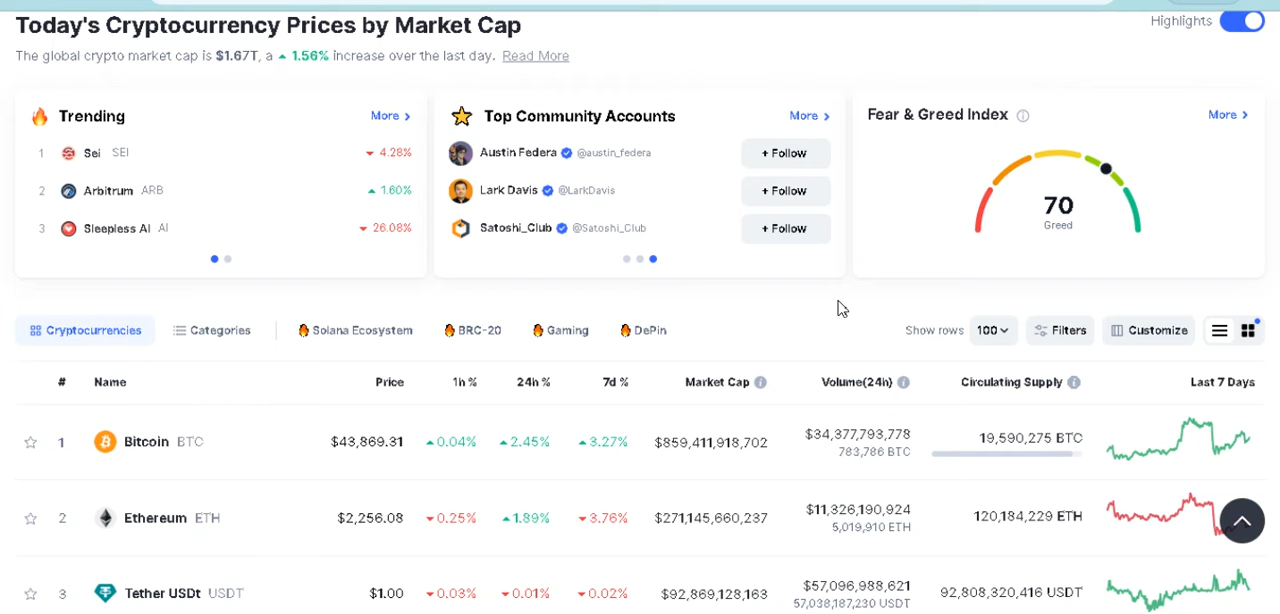 Today's Cryptocurrency Prices by Market Cap
Highlights
The global crypto market cap is $1.67T, a 1.56% increase over the last day. Read More
Trending
More
1 Sei SEI 4.28%
2 Arbitrum ARB 1.60%
3 Sleepless AI AI 26.08%
Top Community Accounts
More
Austin Federa @austin_federa + Follow
Lark Davis @LarkDavis + Follow
Satoshi_Club @Satoshi_Club + Follow
Fear & Greed Index
More
70
Greed
Cryptocurrencies Categories Solana Ecosystem BRC-20 Gaming DePin Show rows 100 Filters Customize
# Name Price 1h % 24h % 7d % Market Cap Volume(24h) Circulating Supply Last 7 Days
1 Bitcoin BTC $43,869.31 0.04% 2.45% 3.27% $859,411,918,702 $34,377,793,778 19,590,275 BTC
783,786 BTC
2 Ethereum ETH $2,256.08 0.25% 1.89% 3.76% $271,145,660,237 $11,326,190,924 120,184,229 ETH
5,019,910 ETH
3 Tether USDt USDT $1.00 0.03% 0.01% 0.02% $92,869,128,163 $57,096,988,621 92,808,320,416 USDT
57,038,187,230 USDT